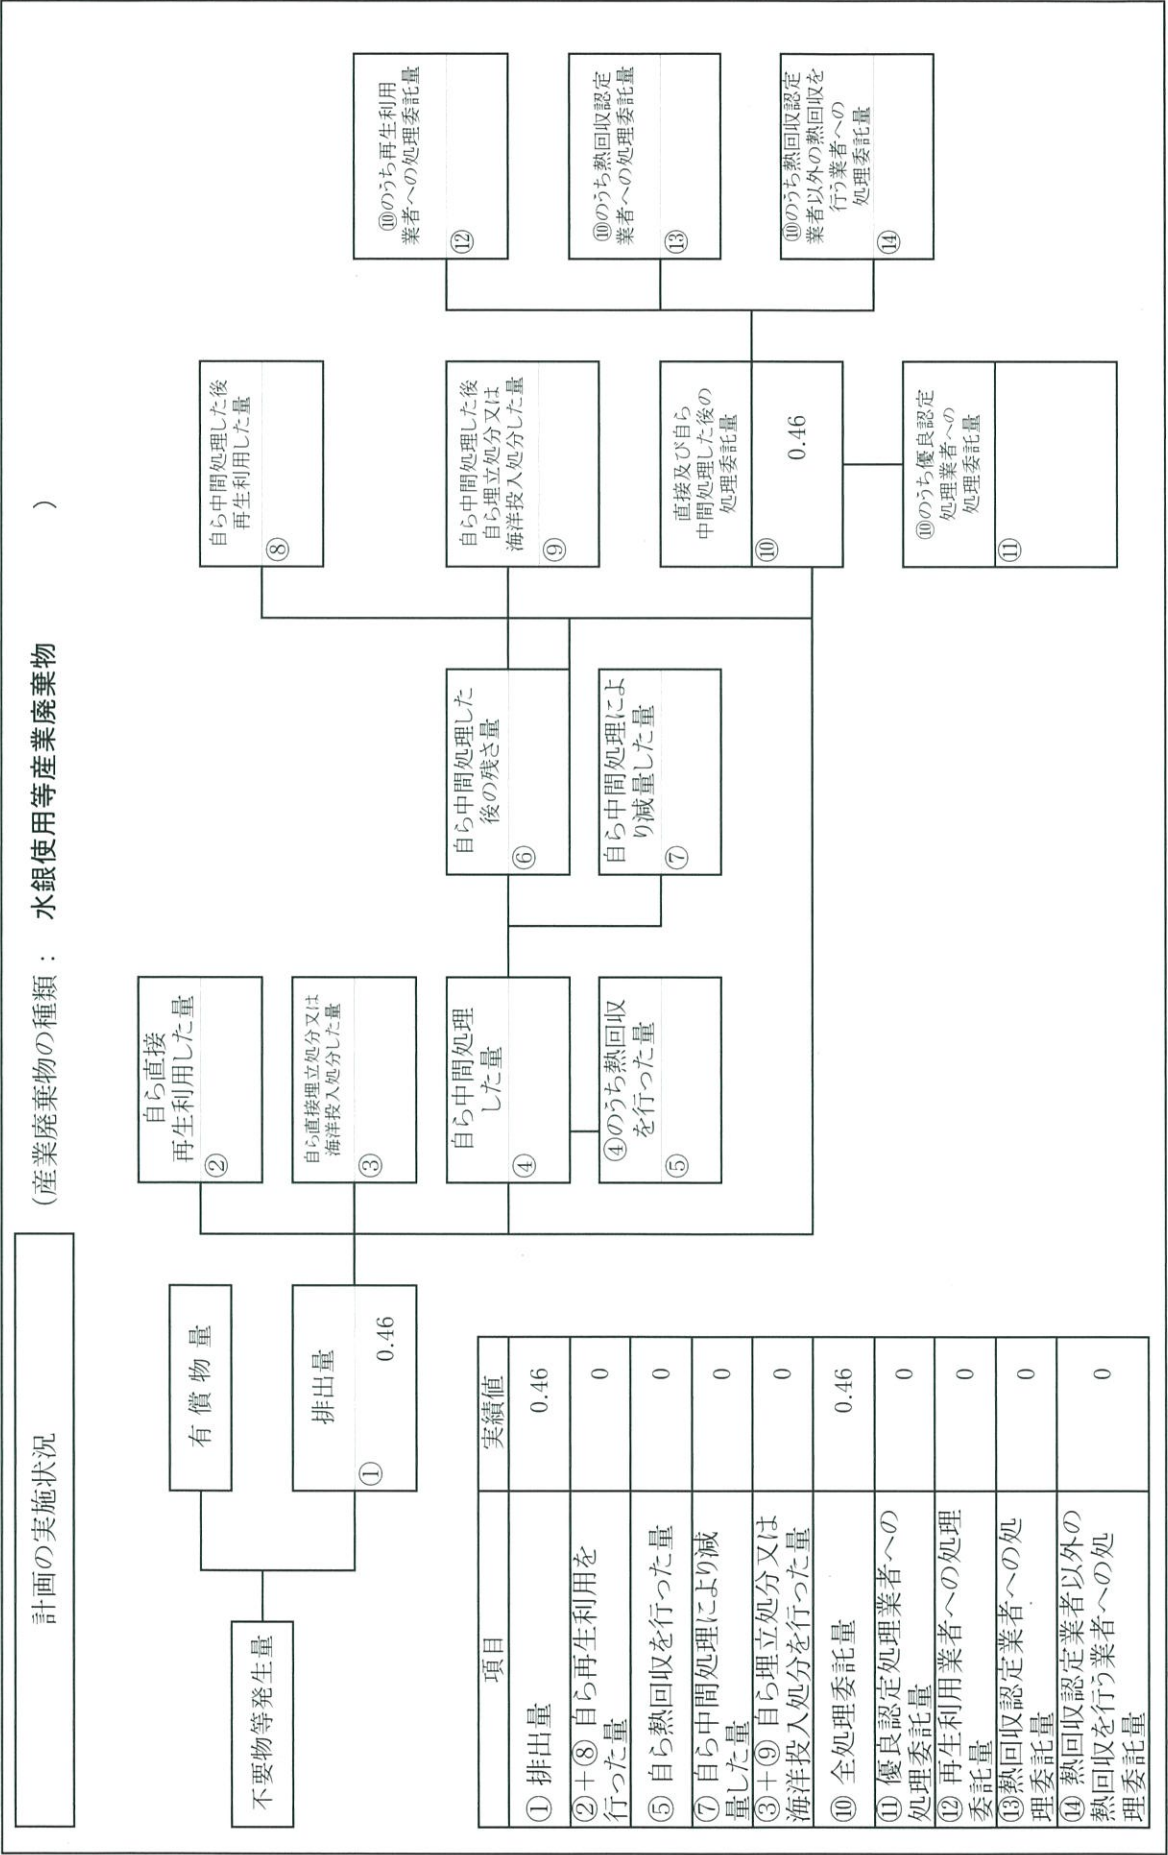 計画の実施状況
（産業廃棄物の種類： 水銀使用等産業廃棄物 ）
不要物等発生量
有 償 物 量
排出量
① 0.46
自ら直接
再生利用した量
②
自ら直接埋立処分又は
海洋投入処分した量
③
自ら中間処理
した量
④
④のうち熱回収
を行った量
⑤
自ら中間処理した
後の残さ量
⑥
自ら中間処理によ
り減量した量
⑦
自ら中間処理した後
再生利用した量
⑧
自ら中間処理した後
自ら埋立処分又は
海洋投入処分した量
⑨
直接及び自ら
中間処理した後の
処理委託量
⑩ 0.46
⑩のうち優良認定
処理業者への
処理委託量
⑪
⑩のうち再生利用
業者への処理委託量
⑫
⑩のうち熱回収認定
業者への処理委託量
⑬
⑩のうち熱回収認定
業者以外の熱回収を
行う業者への
処理委託量
⑭
項目 実績値
① 排出量 0.46
②＋⑧ 自ら再生利用を
行った量 0
⑤ 自ら熱回収を行った量 0
⑦ 自ら中間処理により減
量した量 0
③＋⑨ 自ら埋立処分又は
海洋投入処分を行った量 0
⑩ 全処理委託量 0.46
⑪ 優良認定処理業者への
処理委託量 0
⑫ 再生利用業者への処理
委託量 0
⑬熱回収認定業者への処
理委託量 0
⑭ 熱回収認定業者以外の
熱回収を行う業者への処
理委託量 0